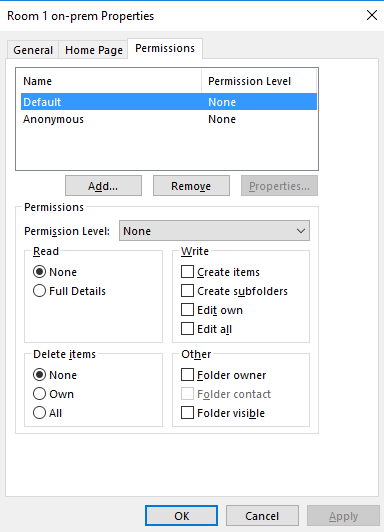 Room 1 on-prem Properties
General Home Page Permissions
Name Permission Level
Default None
Anonymous None
Add... Remove Properties...
Permissions
Permission Level: None
Read Write
None Create items
Full Details Create subfolders
Edit own
Edit all
Delete items Other
None Folder owner
Own Folder contact
All Folder visible
OK Cancel Apply